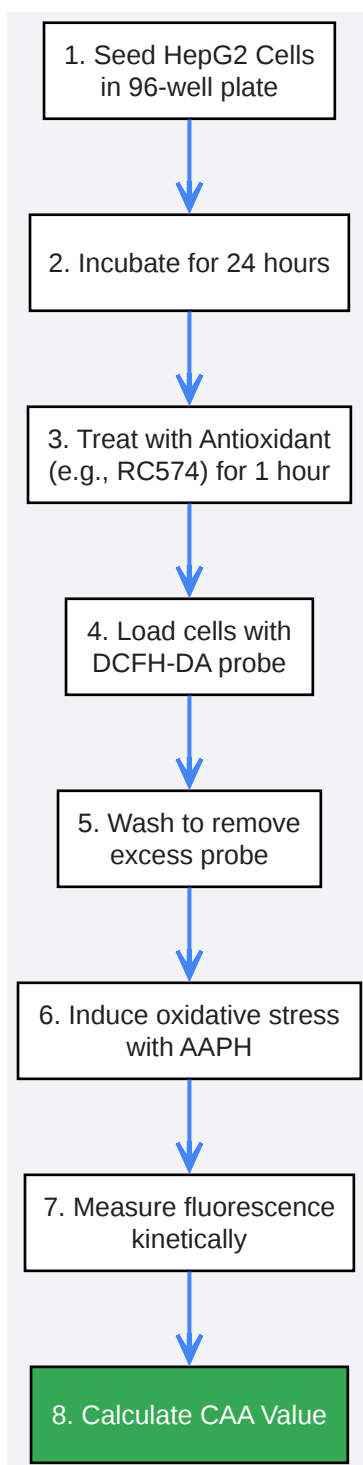 1. Seed HepG2 Cells
in 96-well plate
2. Incubate for 24 hours
3. Treat with Antioxidant
(e.g., RC574) for 1 hour
4. Load cells with
DCFH-DA probe
5. Wash to remove
excess probe
6. Induce oxidative stress
with AAPH
7. Measure fluorescence
kinetically
8. Calculate CAA Value